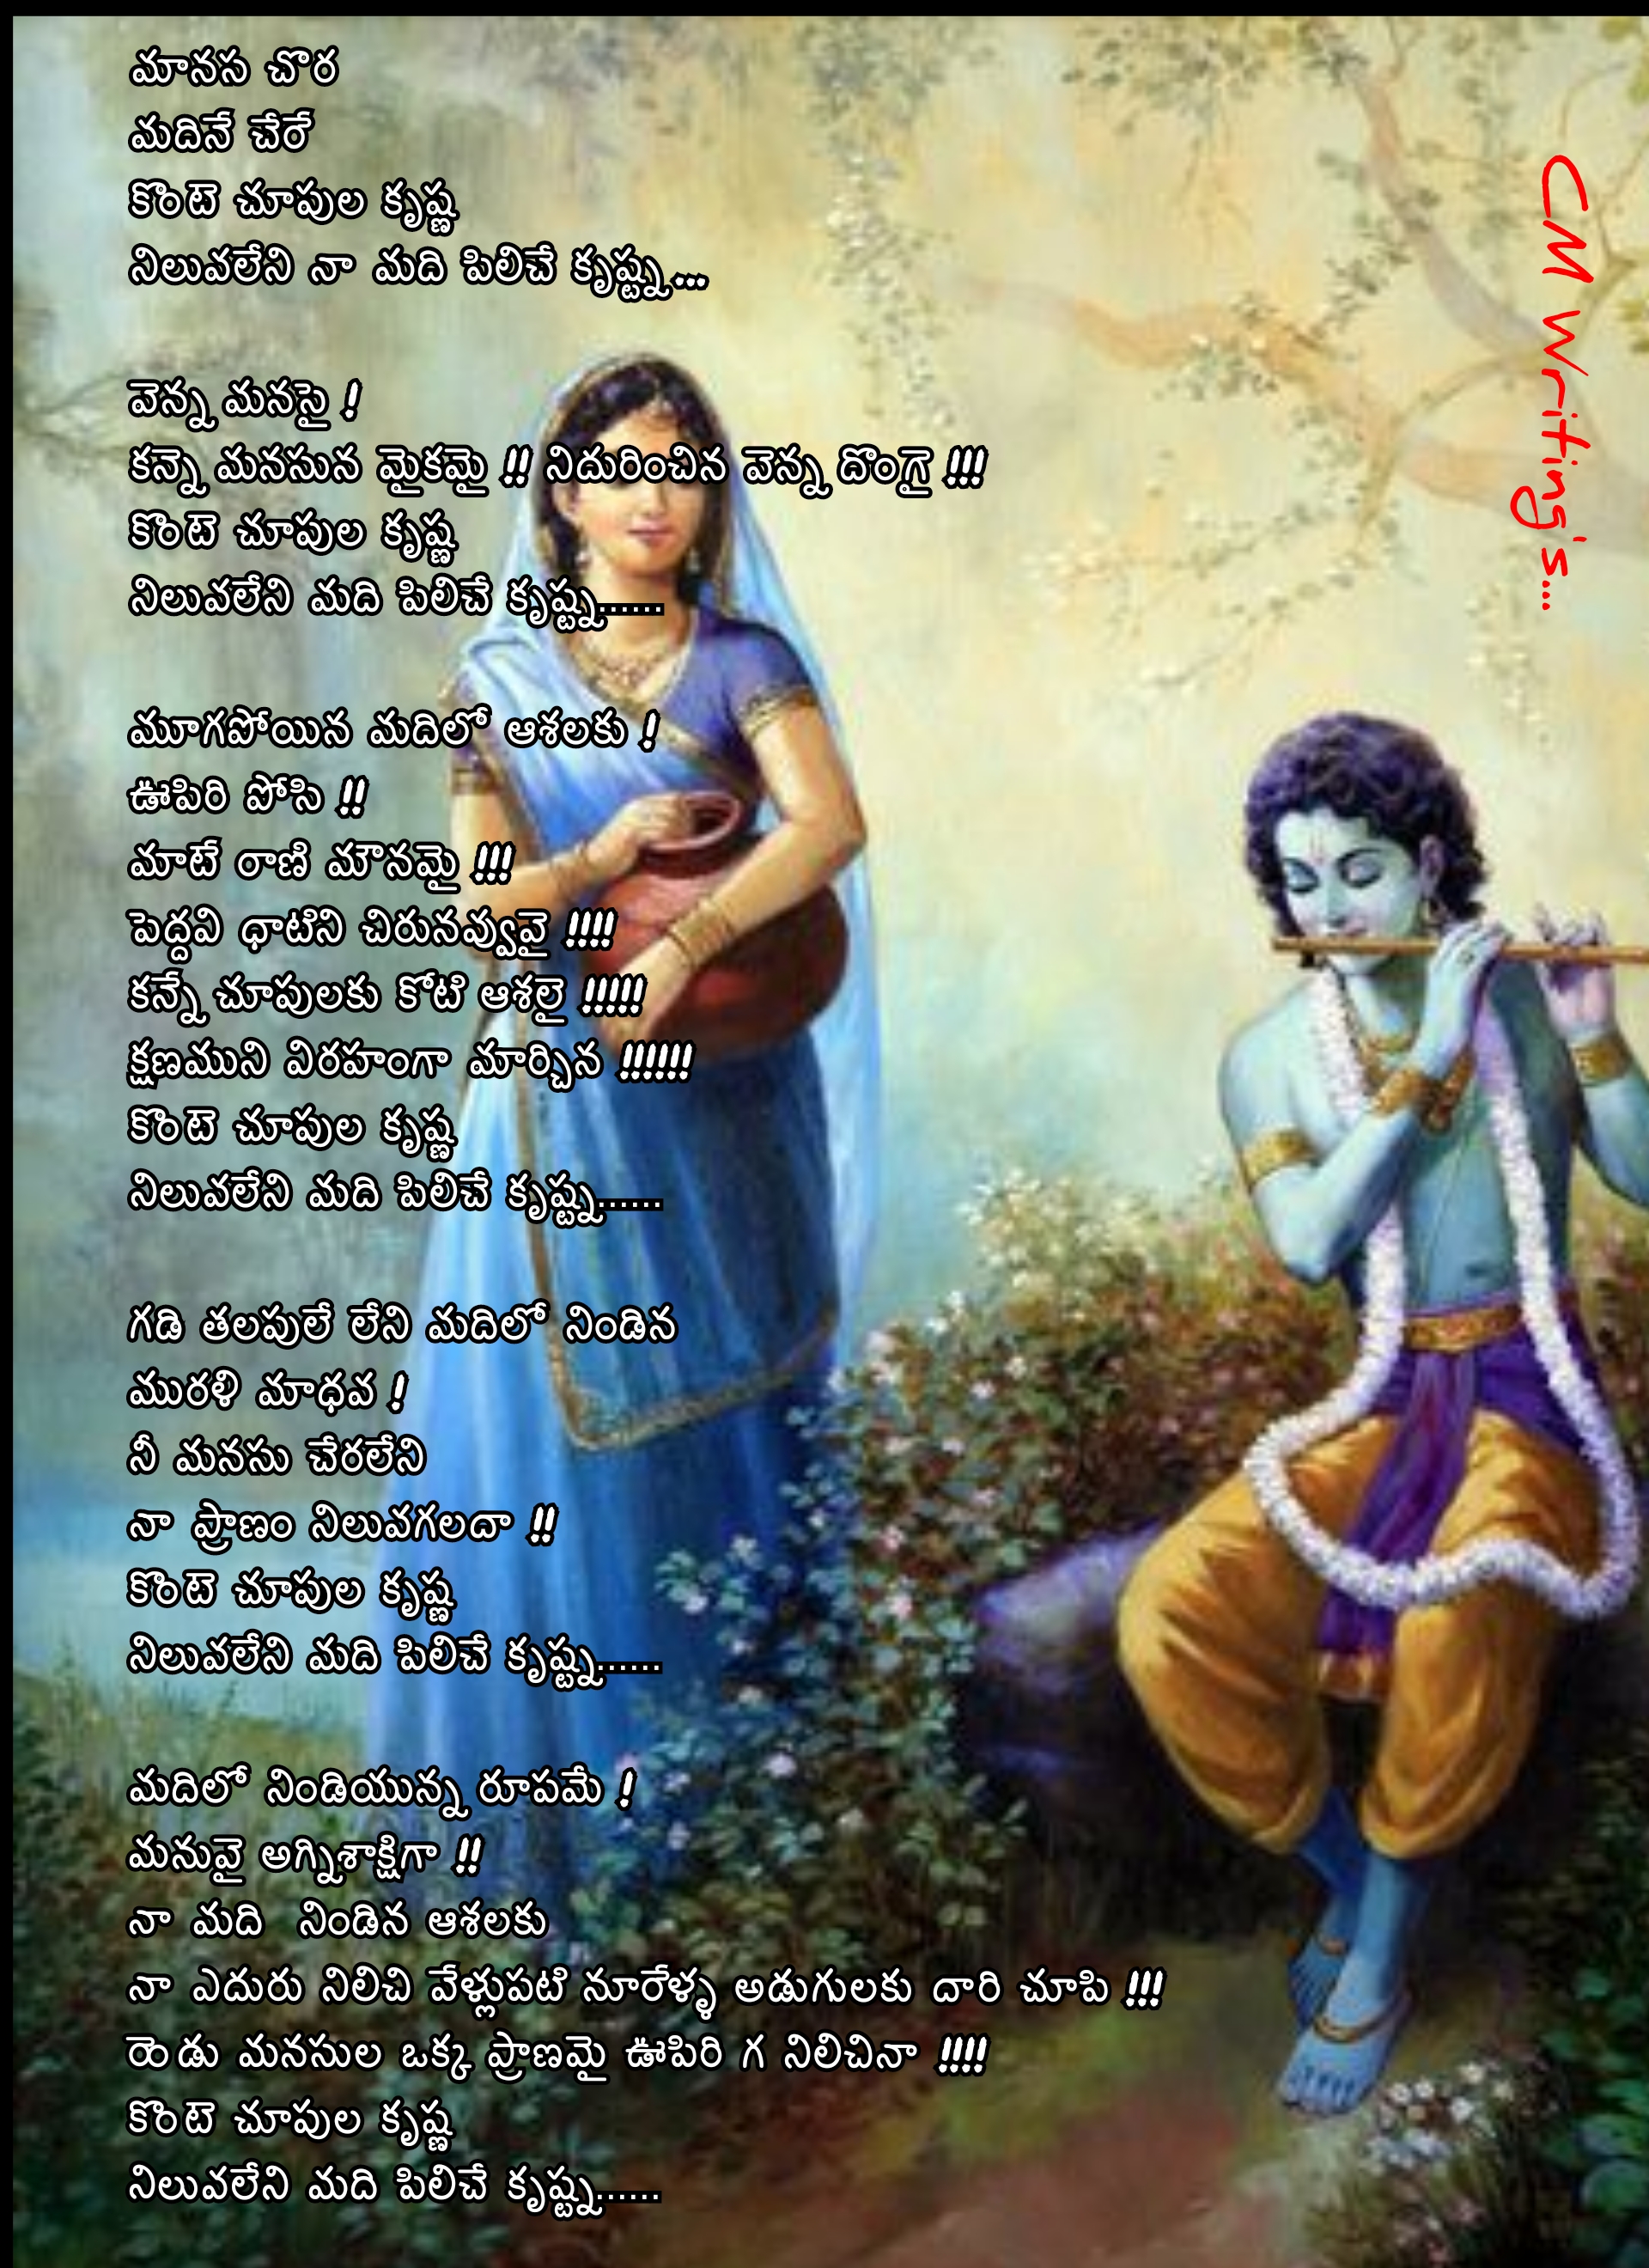 మానస చొర
మదినే చేరే
కొంటె చూపుల కృష్ణ
నిలువలేని నా మది పిలిచే కృష్ట్న...
వెన్న మనసై !
కన్నె మనసున మైకమై !! నిదురించిన వెన్న దొంగై !!!
కొంటె చూపుల కృష్ణ
నిలువలేని మది పిలిచే కృష్ట్న......
మూగపోయిన మదిలో ఆశలకు !
ఊపిరి పోసి !!
మాటే రాణి మౌనమై !!!
పెద్దవి ధాటిని చిరునవ్వువై !!!!
కన్నే చూపులకు కోటి ఆశలై !!!!!
క్షణముని విరహంగా మార్చిన !!!!!!
కొంటె చూపుల కృష్ణ
నిలువలేని మది పిలిచే కృష్ట్న......
గడి తలపులే లేని మదిలో నిండిన
మురళి మాధవ !
నీ మనసు చేరలేని
నా ప్రాణం నిలువగలదా !!
కొంటె చూపుల కృష్ణ
నిలువలేని మది పిలిచే కృష్ట్న......
మదిలో నిండియున్న రూపమే !
మనువై అగ్నిశాక్షిగా !!
నా మది నిండిన ఆశలకు
నా ఎదురు నిలిచి వేళ్లుపటి నూరేళ్ళ అడుగులకు దారి చూపి !!!
రెండు మనసుల ఒక్క ప్రాణమై ఊపిరి గ నిలిచినా !!!!
కొంటె చూపుల కృష్ణ
నిలువలేని మది పిలిచే కృష్ట్న......
CM Writing's...